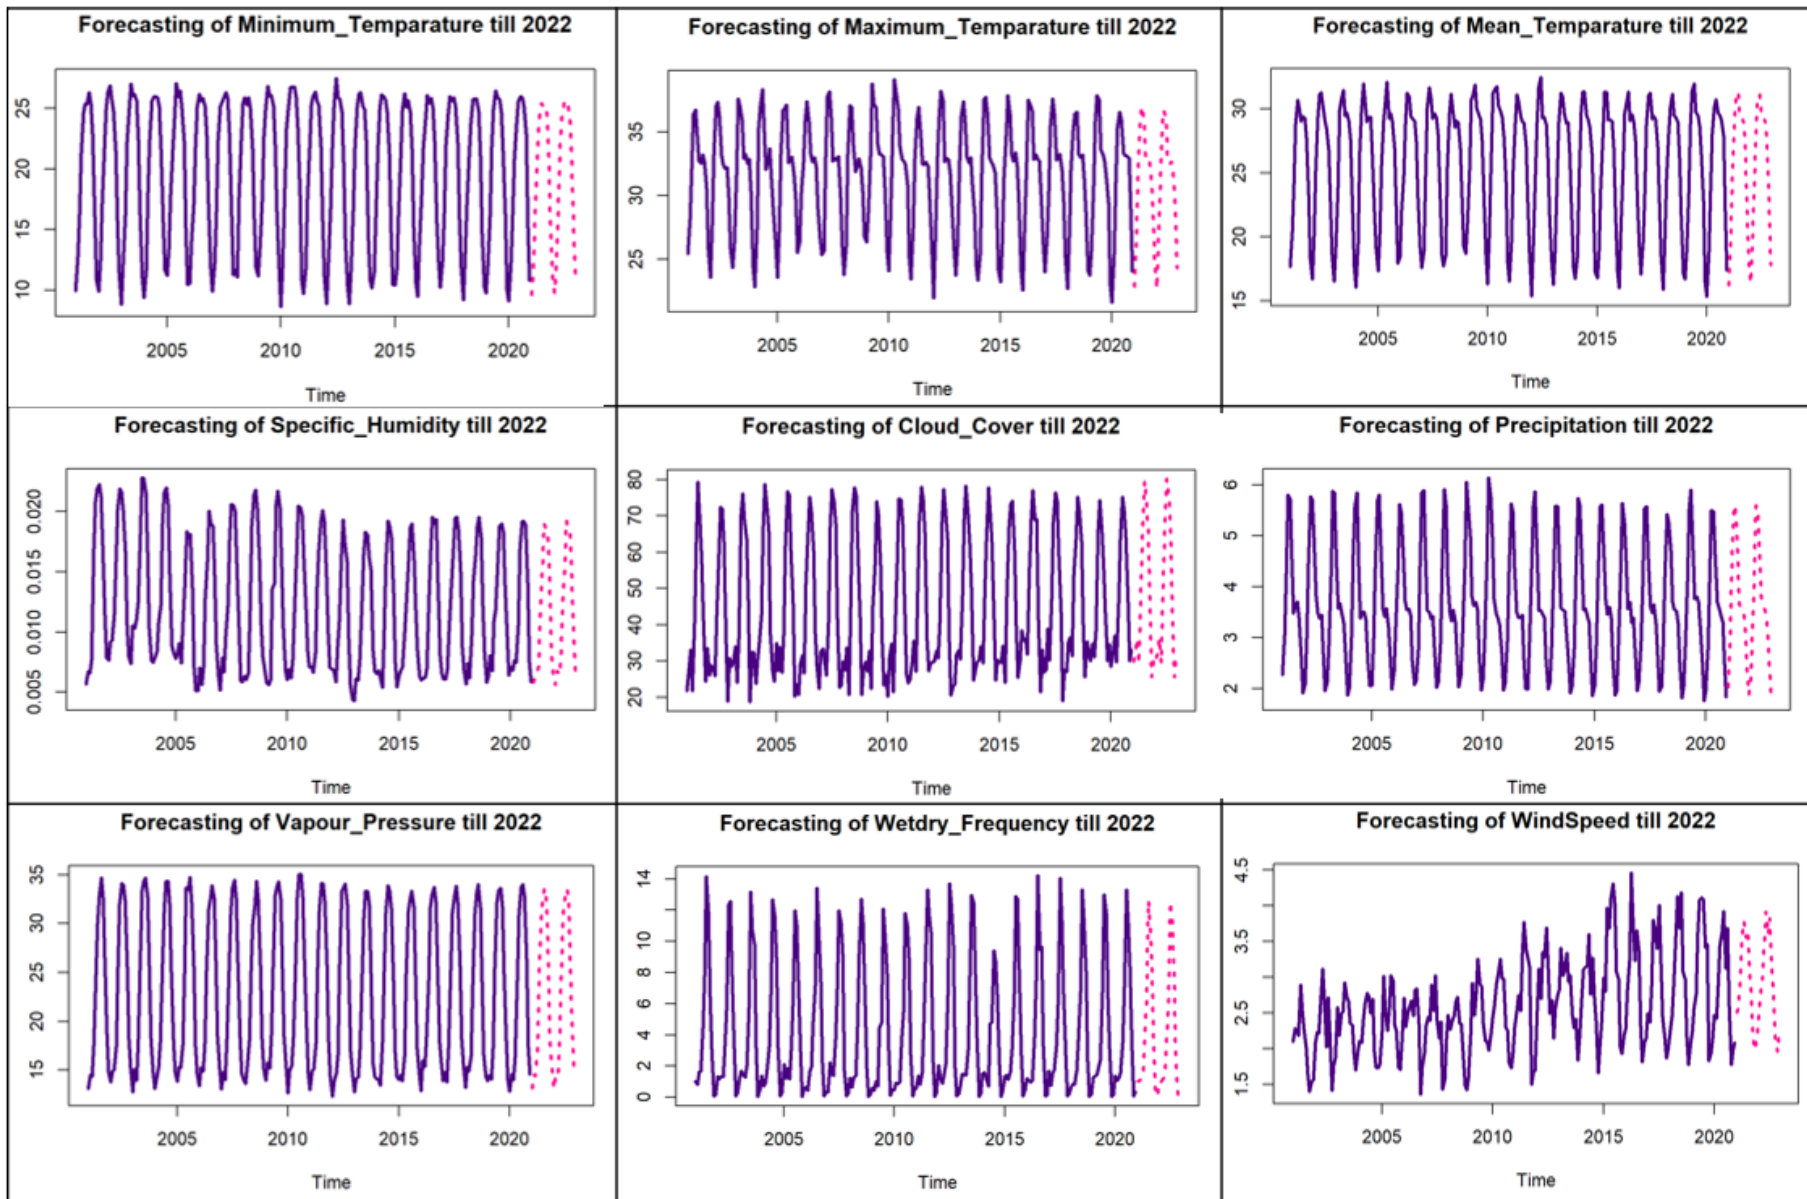 Forecasting of Minimum_Temparature till 2022
25
20
15
10
2005 2010 2015 2020
Time
Forecasting of Maximum_Temparature till 2022
35
30
25
2005 2010 2015 2020
Time
Forecasting of Mean_Temparature till 2022
30
25
20
15
2005 2010 2015 2020
Time
Forecasting of Specific_Humidity till 2022
0.020
0.015
0.010
0.005
2005 2010 2015 2020
Time
Forecasting of Cloud_Cover till 2022
80
70
60
50
40
30
20
2005 2010 2015 2020
Time
Forecasting of Precipitation till 2022
6
5
4
3
2
2005 2010 2015 2020
Time
Forecasting of Vapour_Pressure till 2022
35
30
25
20
15
2005 2010 2015 2020
Time
Forecasting of Wetdry_Frequency till 2022
14
10
8
6
4
2
0
2005 2010 2015 2020
Time
Forecasting of WindSpeed till 2022
4.5
3.5
2.5
1.5
2005 2010 2015 2020
Time